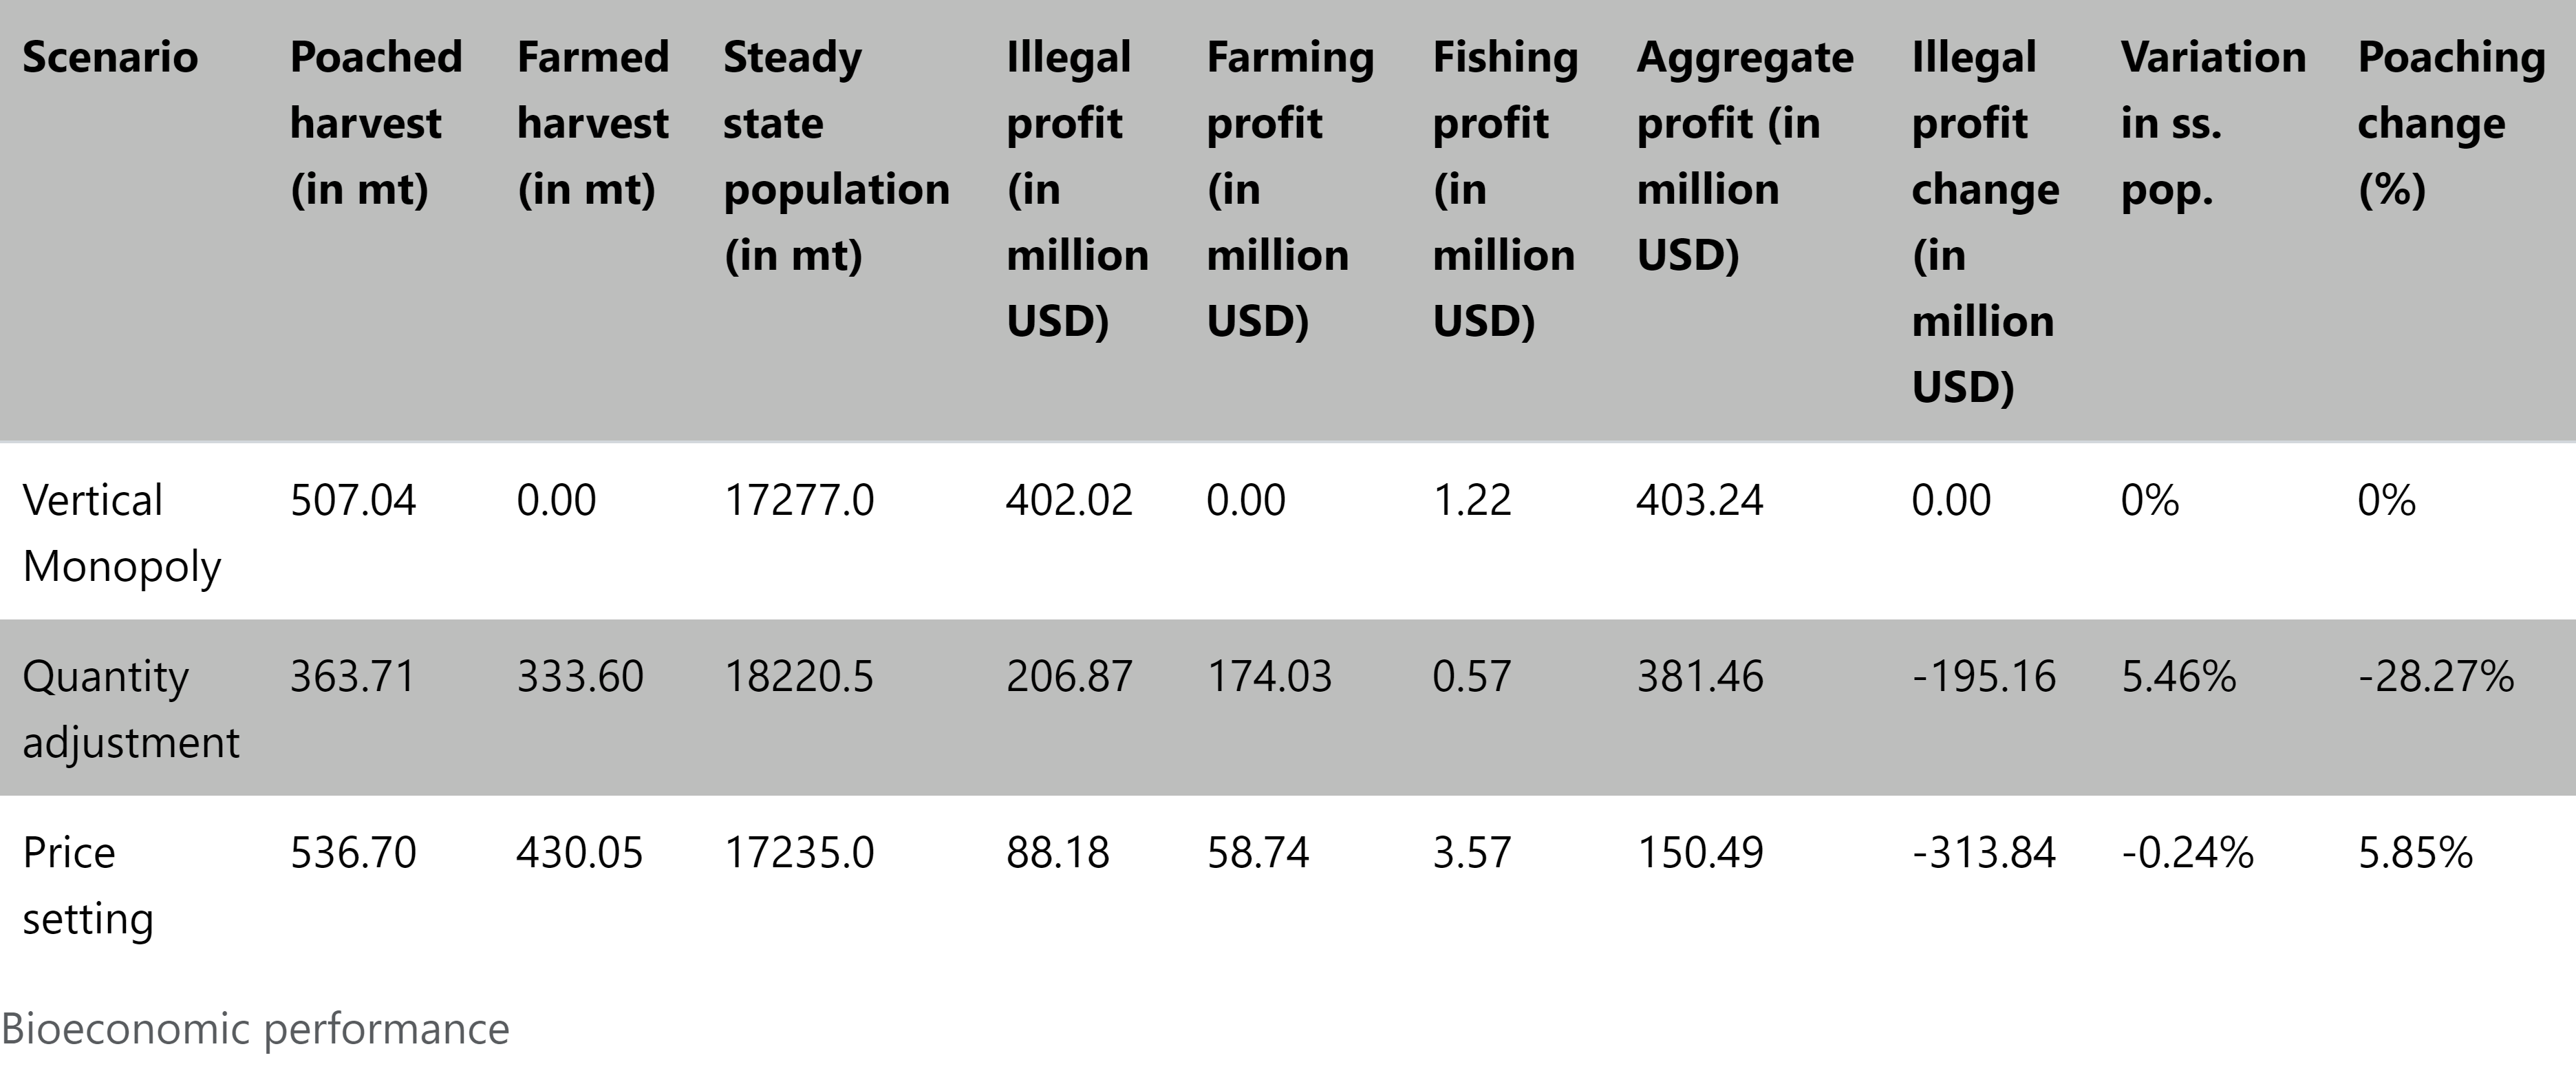 Scenario Poached Farmed Steady Illegal Farming Fishing Aggregate Illegal Variation Poaching
harvest harvest state profit profit profit profit (in profit in ss. change
(in mt) (in mt) population (in (in (in million change pop. (%)
(in mt) million million million USD) (in
USD) USD) USD) million
USD)
Vertical 507.04 0.00 17277.0 402.02 0.00 1.22 403.24 0.00 0% 0%
Monopoly
Quantity 363.71 333.60 18220.5 206.87 174.03 0.57 381.46 -195.16 5.46% -28.27%
adjustment
Price 536.70 430.05 17235.0 88.18 58.74 3.57 150.49 -313.84 -0.24% 5.85%
setting
Bioeconomic performance